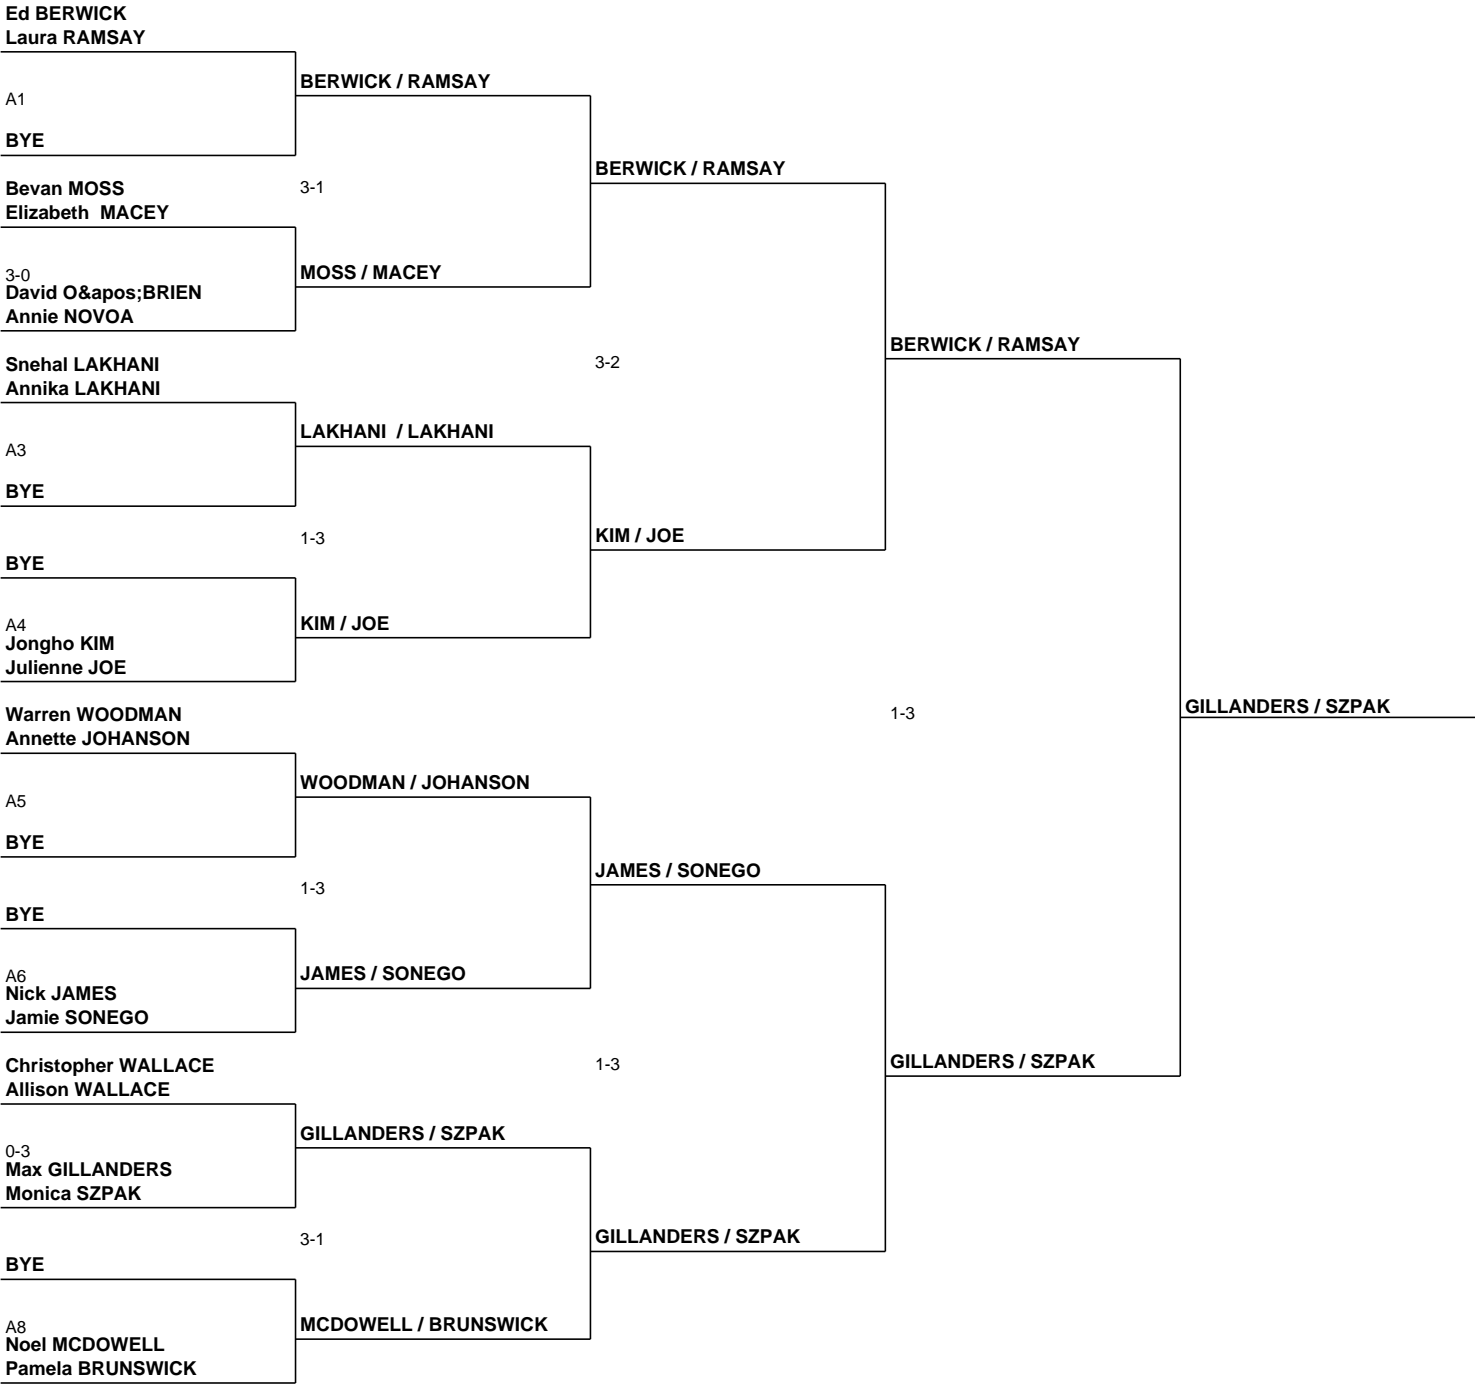 Ed BERWICK
Laura RAMSAY
A1
BYE
Bevan MOSS
Elizabeth  MACEY
3-0
David O&apos;BRIEN
Annie NOVOA
Snehal LAKHANI
Annika LAKHANI
A3
BYE
BYE
A4
Jongho KIM
Julienne JOE
Warren WOODMAN
Annette JOHANSON
A5
BYE
BYE
A6
Nick JAMES
Jamie SONEGO
Christopher WALLACE
Allison WALLACE
0-3
Max GILLANDERS
Monica SZPAK
BYE
A8
Noel MCDOWELL
Pamela BRUNSWICK
BERWICK / RAMSAY
3-1
MOSS / MACEY
LAKHANI  / LAKHANI
1-3
KIM / JOE
WOODMAN / JOHANSON
1-3
JAMES / SONEGO
GILLANDERS / SZPAK
3-1
MCDOWELL / BRUNSWICK
BERWICK / RAMSAY
3-2
KIM / JOE
JAMES / SONEGO
1-3
GILLANDERS / SZPAK
BERWICK / RAMSAY
1-3
GILLANDERS / SZPAK
GILLANDERS / SZPAK